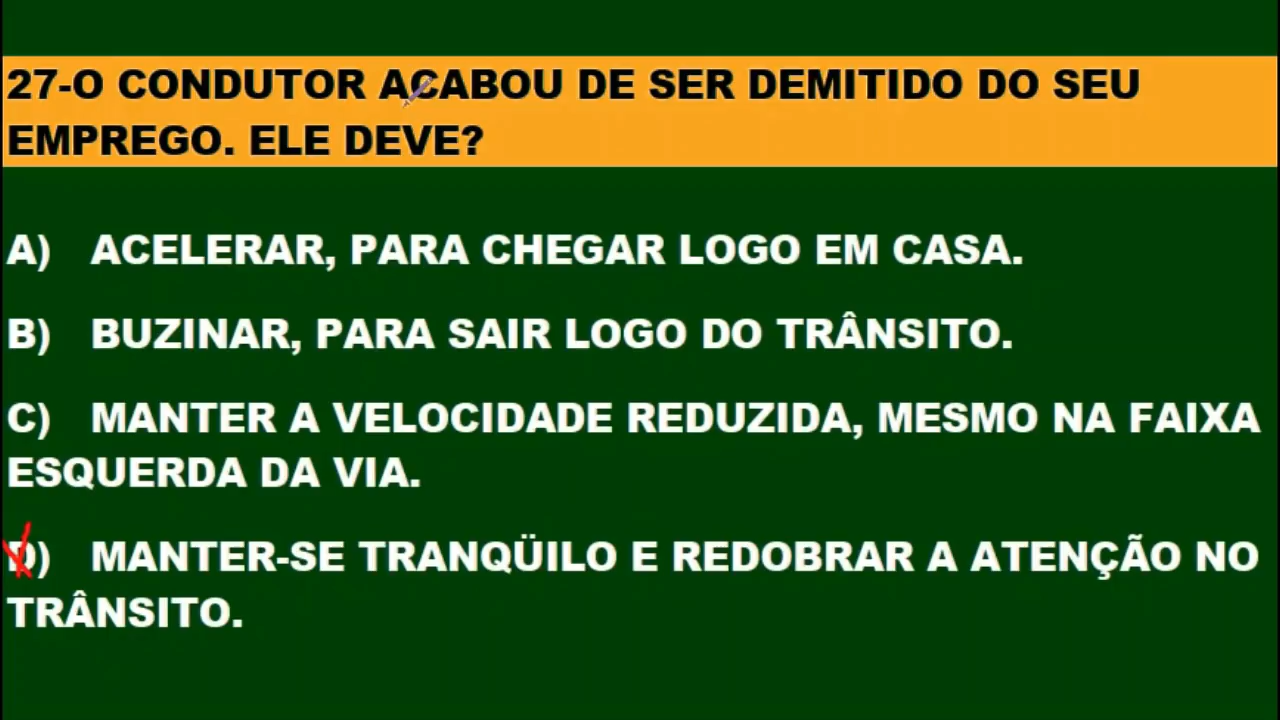 27-O CONDUTOR ACABOU DE SER DEMITIDO DO SEU
EMPREGO. ELE DEVE?
A) ACELERAR, PARA CHEGAR LOGO EM CASA.
B) BUZINAR, PARA SAIR LOGO DO TRÂNSITO.
C) MANTER A VELOCIDADE REDUZIDA, MESMO NA FAIXA
ESQUERDA DA VIA.
D) MANTER-SE TRANQÜILO E REDOBRAR A ATENÇÃO NO
TRÂNSITO.